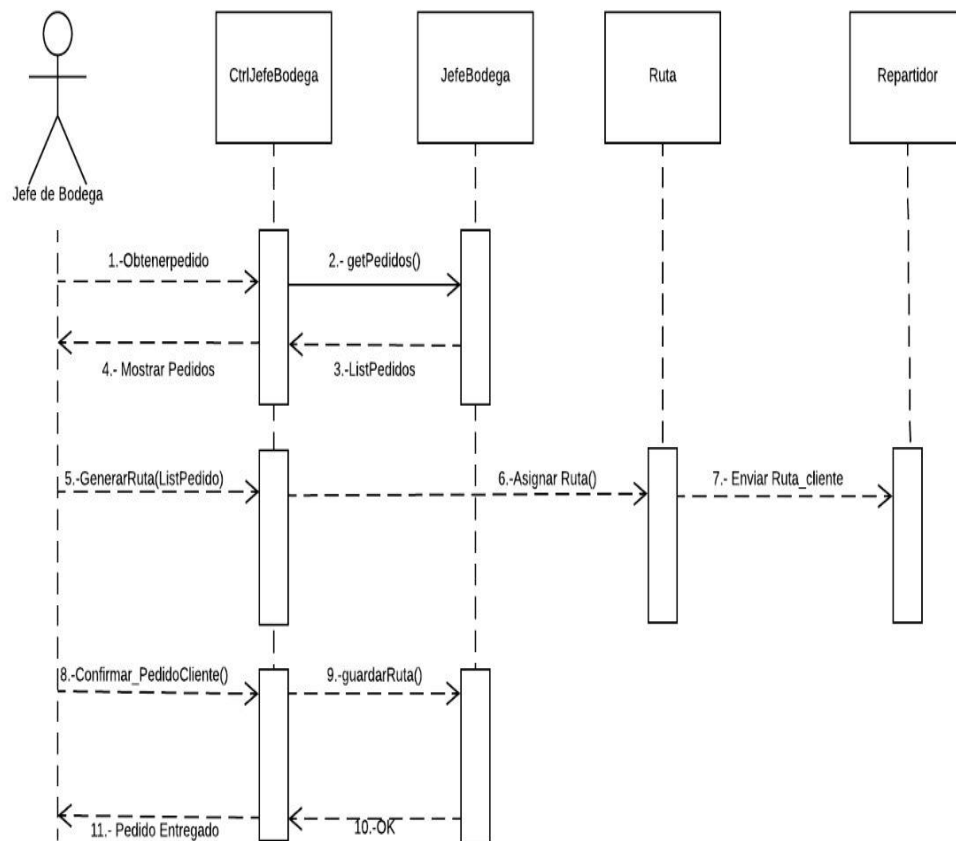 CtrlJefeBodega
JefeBodega
Ruta
Repartidor
Jefe de Bodega
1.-Obtenerpedido
2.- getPedidos()
4.- Mostrar Pedidos
3.-ListPedidos
5.-GenerarRuta(ListPedido)
6.-Asignar Ruta()
7.- Enviar Ruta_cliente
8.-Confirmar_PedidoCliente()
9.-guardarRuta()
11.- Pedido Entregado
10.-OK